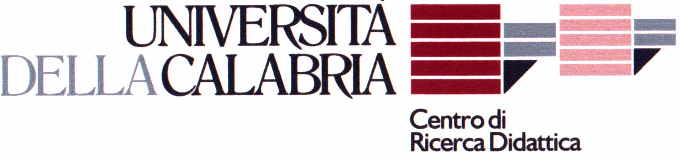 UNIVERSITÀ
DELLA CALABRIA
Centro di
Ricerca Didattica